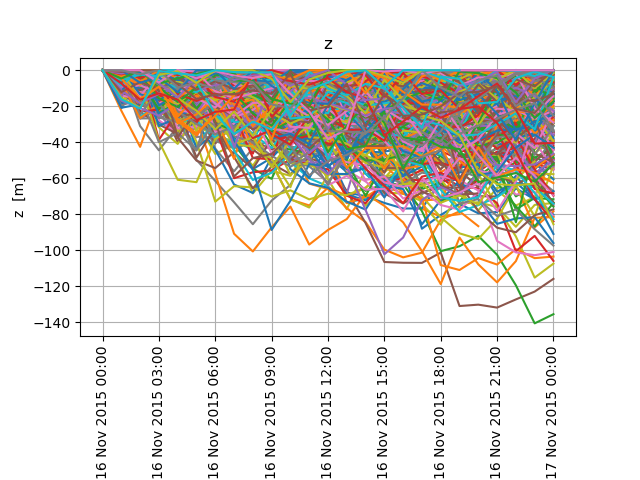 z
0
−20
−40
−60
−80
−100
−120
−140
z [m]
16 Nov 2015 00:00
16 Nov 2015 03:00
16 Nov 2015 06:00
16 Nov 2015 09:00
16 Nov 2015 12:00
16 Nov 2015 15:00
16 Nov 2015 18:00
16 Nov 2015 21:00
17 Nov 2015 00:00